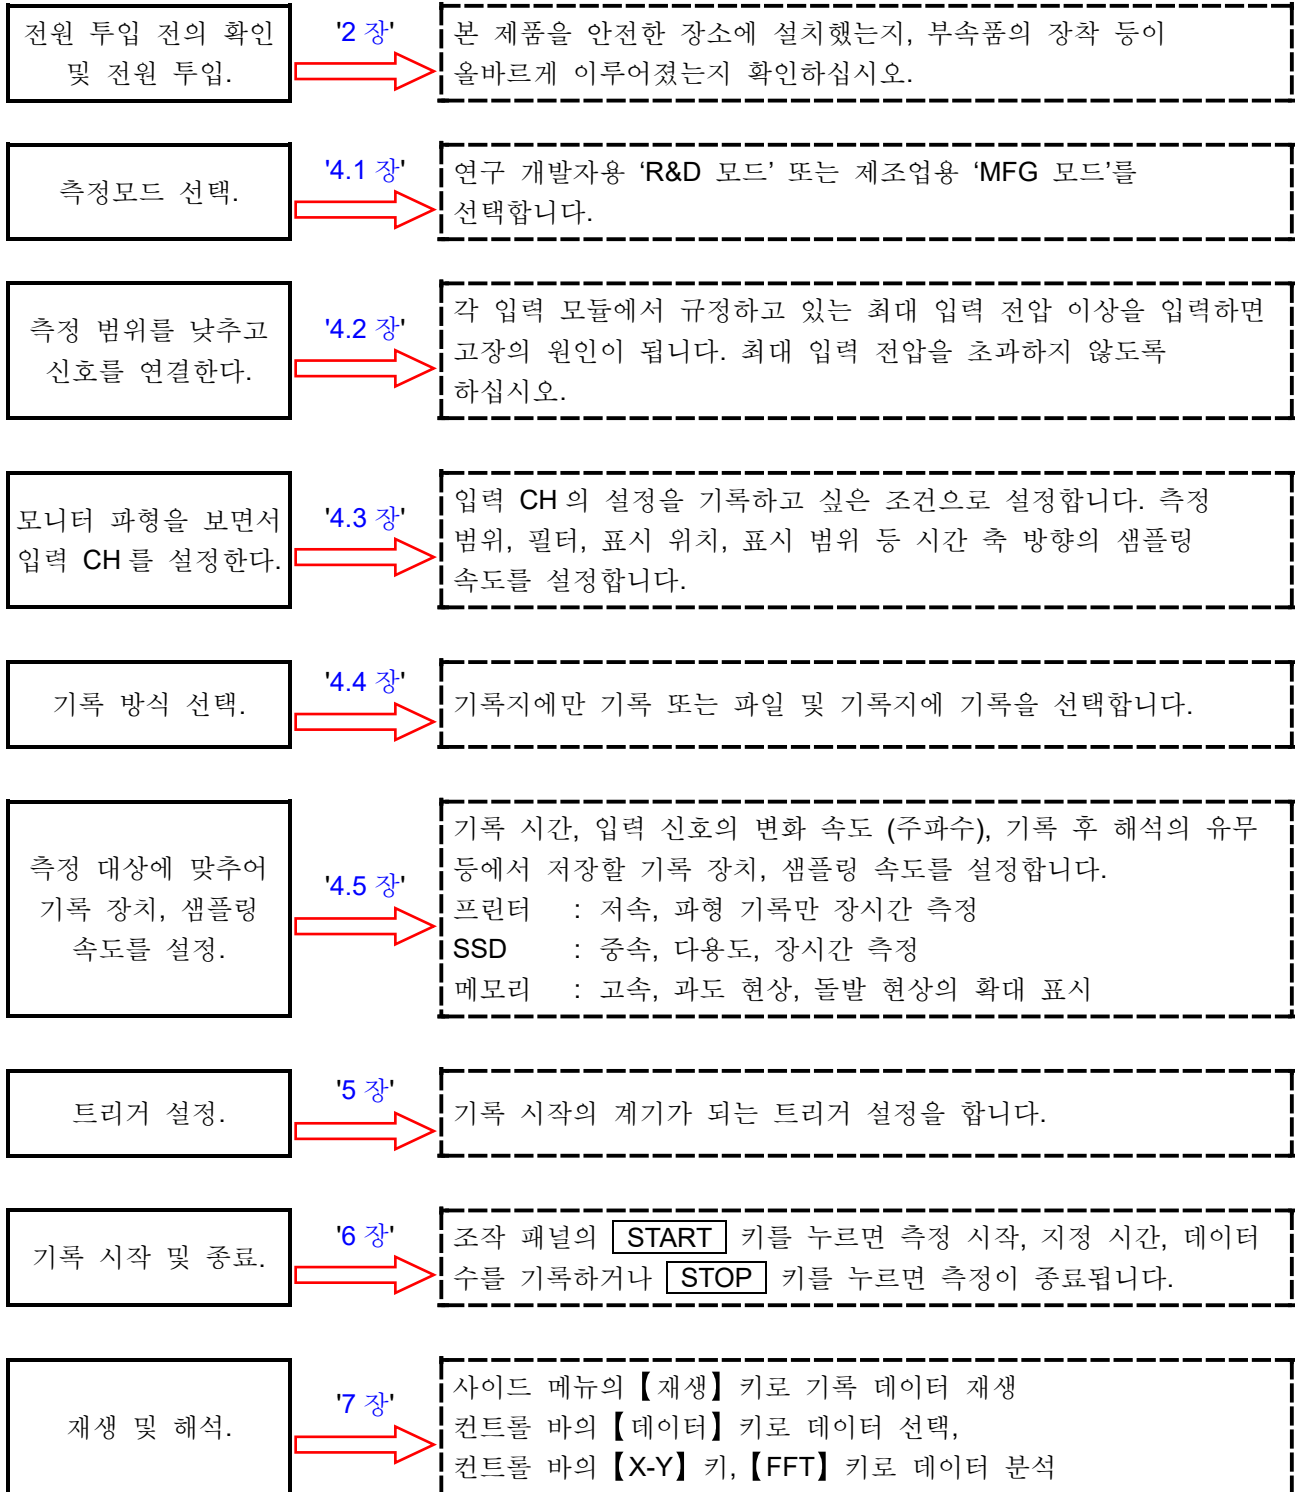 전원 투입 전의 확인
및 전원 투입.
'2 장'
본 제품을 안전한 장소에 설치했는지, 부속품의 장착 등이
올바르게 이루어졌는지 확인하십시오.
측정모드 선택.
'4.1 장'
연구 개발자용 ‘R&D 모드’ 또는 제조업용 ‘MFG 모드’를
선택합니다.
측정 범위를 낮추고
신호를 연결한다.
'4.2 장'
각 입력 모듈에서 규정하고 있는 최대 입력 전압 이상을 입력하면
고장의 원인이 됩니다. 최대 입력 전압을 초과하지 않도록
하십시오.
모니터 파형을 보면서
입력 CH 를 설정한다.
'4.3 장'
입력 CH 의 설정을 기록하고 싶은 조건으로 설정합니다. 측정
범위, 필터, 표시 위치, 표시 범위 등 시간 축 방향의 샘플링
속도를 설정합니다.
기록 방식 선택.
'4.4 장'
기록지에만 기록 또는 파일 및 기록지에 기록을 선택합니다.
측정 대상에 맞추어
기록 장치, 샘플링
속도를 설정.
'4.5 장'
기록 시간, 입력 신호의 변화 속도 (주파수), 기록 후 해석의 유무
등에서 저장할 기록 장치, 샘플링 속도를 설정합니다.
프린터 : 저속, 파형 기록만 장시간 측정
SSD : 중속, 다용도, 장시간 측정
메모리 : 고속, 과도 현상, 돌발 현상의 확대 표시
트리거 설정.
'5 장'
기록 시작의 계기가 되는 트리거 설정을 합니다.
기록 시작 및 종료.
'6 장'
조작 패널의 START 키를 누르면 측정 시작, 지정 시간, 데이터
수를 기록하거나 STOP 키를 누르면 측정이 종료됩니다.
재생 및 해석.
'7 장'
사이드 메뉴의【재생】키로 기록 데이터 재생
컨트롤 바의【데이터】키로 데이터 선택,
컨트롤 바의【X-Y】키,【FFT】키로 데이터 분석